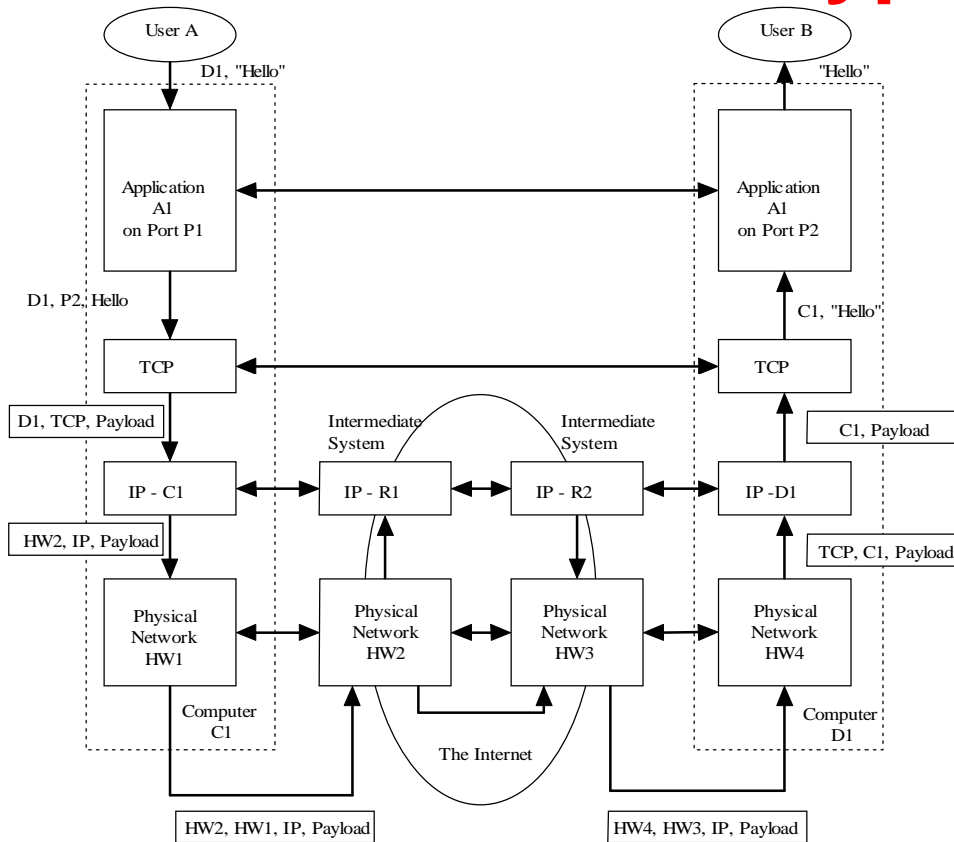 User A
User B
D1, "Hello"
"Hello"
Application
A1
on Port P1
Application
A1
on Port P2
D1, P2, Hello
C1, "Hello"
TCP
TCP
D1, TCP, Payload
Intermediate
System
Intermediate
System
C1, Payload
IP - C1
IP - R1
IP - R2
IP -D1
HW2, IP, Payload
TCP, C1, Payload
Physical
Network
HW1
Physical
Network
HW2
Physical
Network
HW3
Physical
Network
HW4
Computer
C1
The Internet
Computer
D1
HW2, HW1, IP, Payload
HW4, HW3, IP, Payload